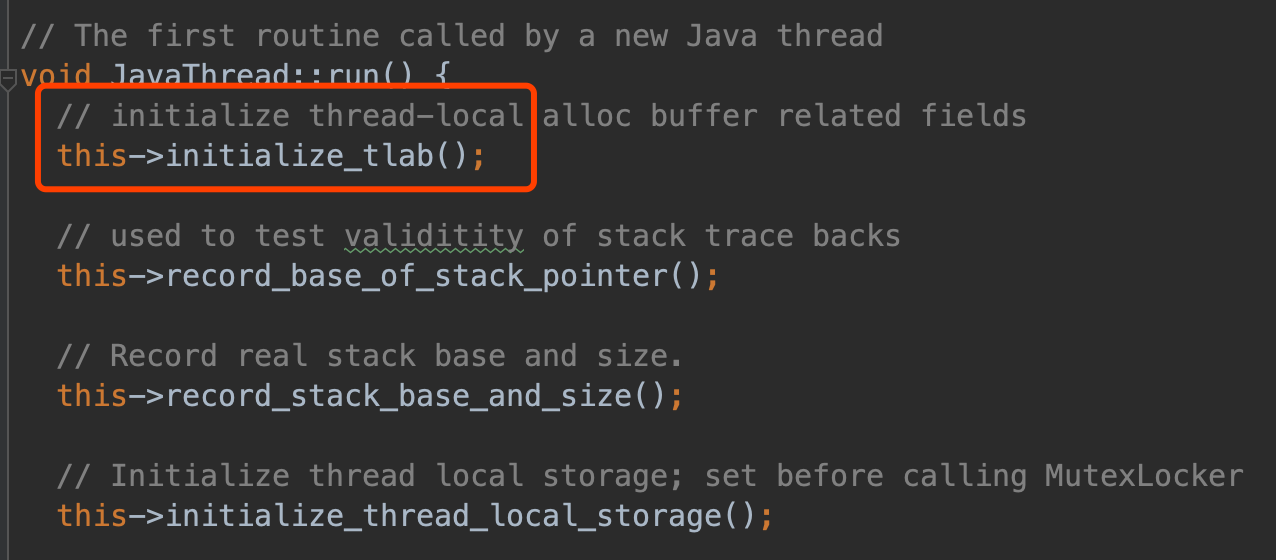 // The first routine called by a new Java thread
void JavaThread::run() {
// initialize thread-local alloc buffer related fields
this->initialize_tlab();
// used to test validitity of stack trace backs
this->record_base_of_stack_pointer();
// Record real stack base and size.
this->record_stack_base_and_size();
// Initialize thread local storage; set before calling MutexLocker
this->initialize_thread_local_storage();